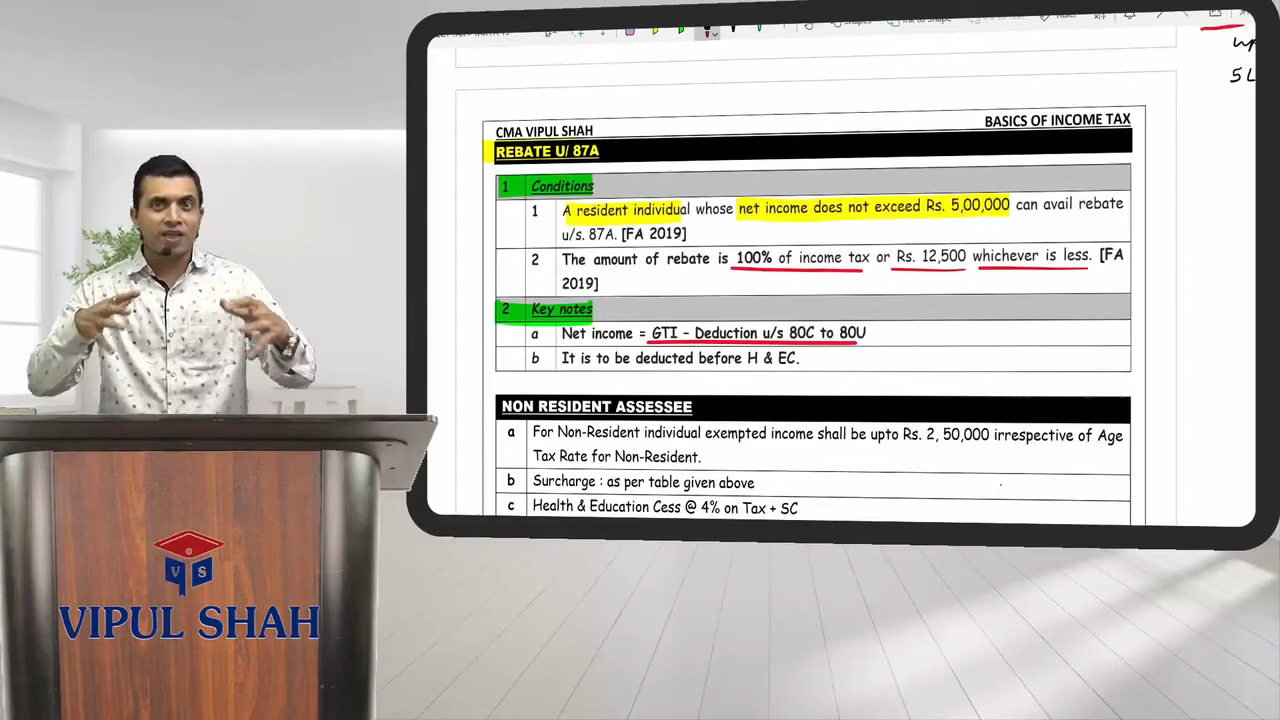 5 L
CMA VIPUL SHAH
BASICS OF INCOME TAX
REBATE U/ 87A
1 Conditions
1 A resident individual whose net income does not exceed Rs. 5,00,000 can avail rebate
u/s. 87A. [FA 2019]
2 The amount of rebate is 100% of income tax or Rs. 12,500 whichever is less. [FA
2019]
2 Key notes
a Net income = GTI – Deduction u/s 80C to 80U
b It is to be deducted before H & EC.
NON RESIDENT ASSESSEE
a For Non-Resident individual exempted income shall be upto Rs. 2, 50,000 irrespective of Age
Tax Rate for Non-Resident.
b Surcharge : as per table given above
c Health & Education Cess @ 4% on Tax + SC
V S
VIPUL SHAH